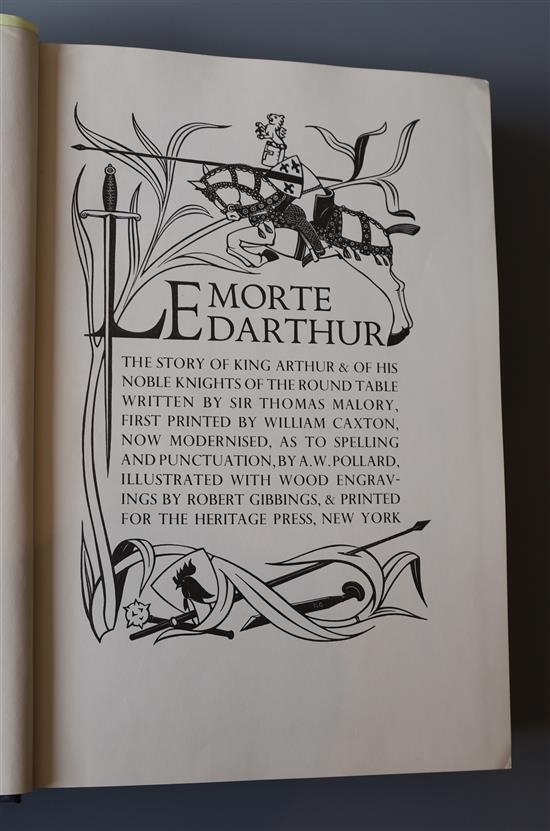 LE MORTE
DARTHUR
THE STORY OF KING ARTHUR & OF HIS
NOBLE KNIGHTS OF THE ROUND TABLE
WRITTEN BY SIR THOMAS MALORY,
FIRST PRINTED BY WILLIAM CAXTON,
NOW MODERNISED, AS TO SPELLING
AND PUNCTUATION, BY A.W. POLLARD,
ILLUSTRATED WITH WOOD ENGRAV-
INGS BY ROBERT GIBBINGS, & PRINTED
FOR THE HERITAGE PRESS, NEW YORK